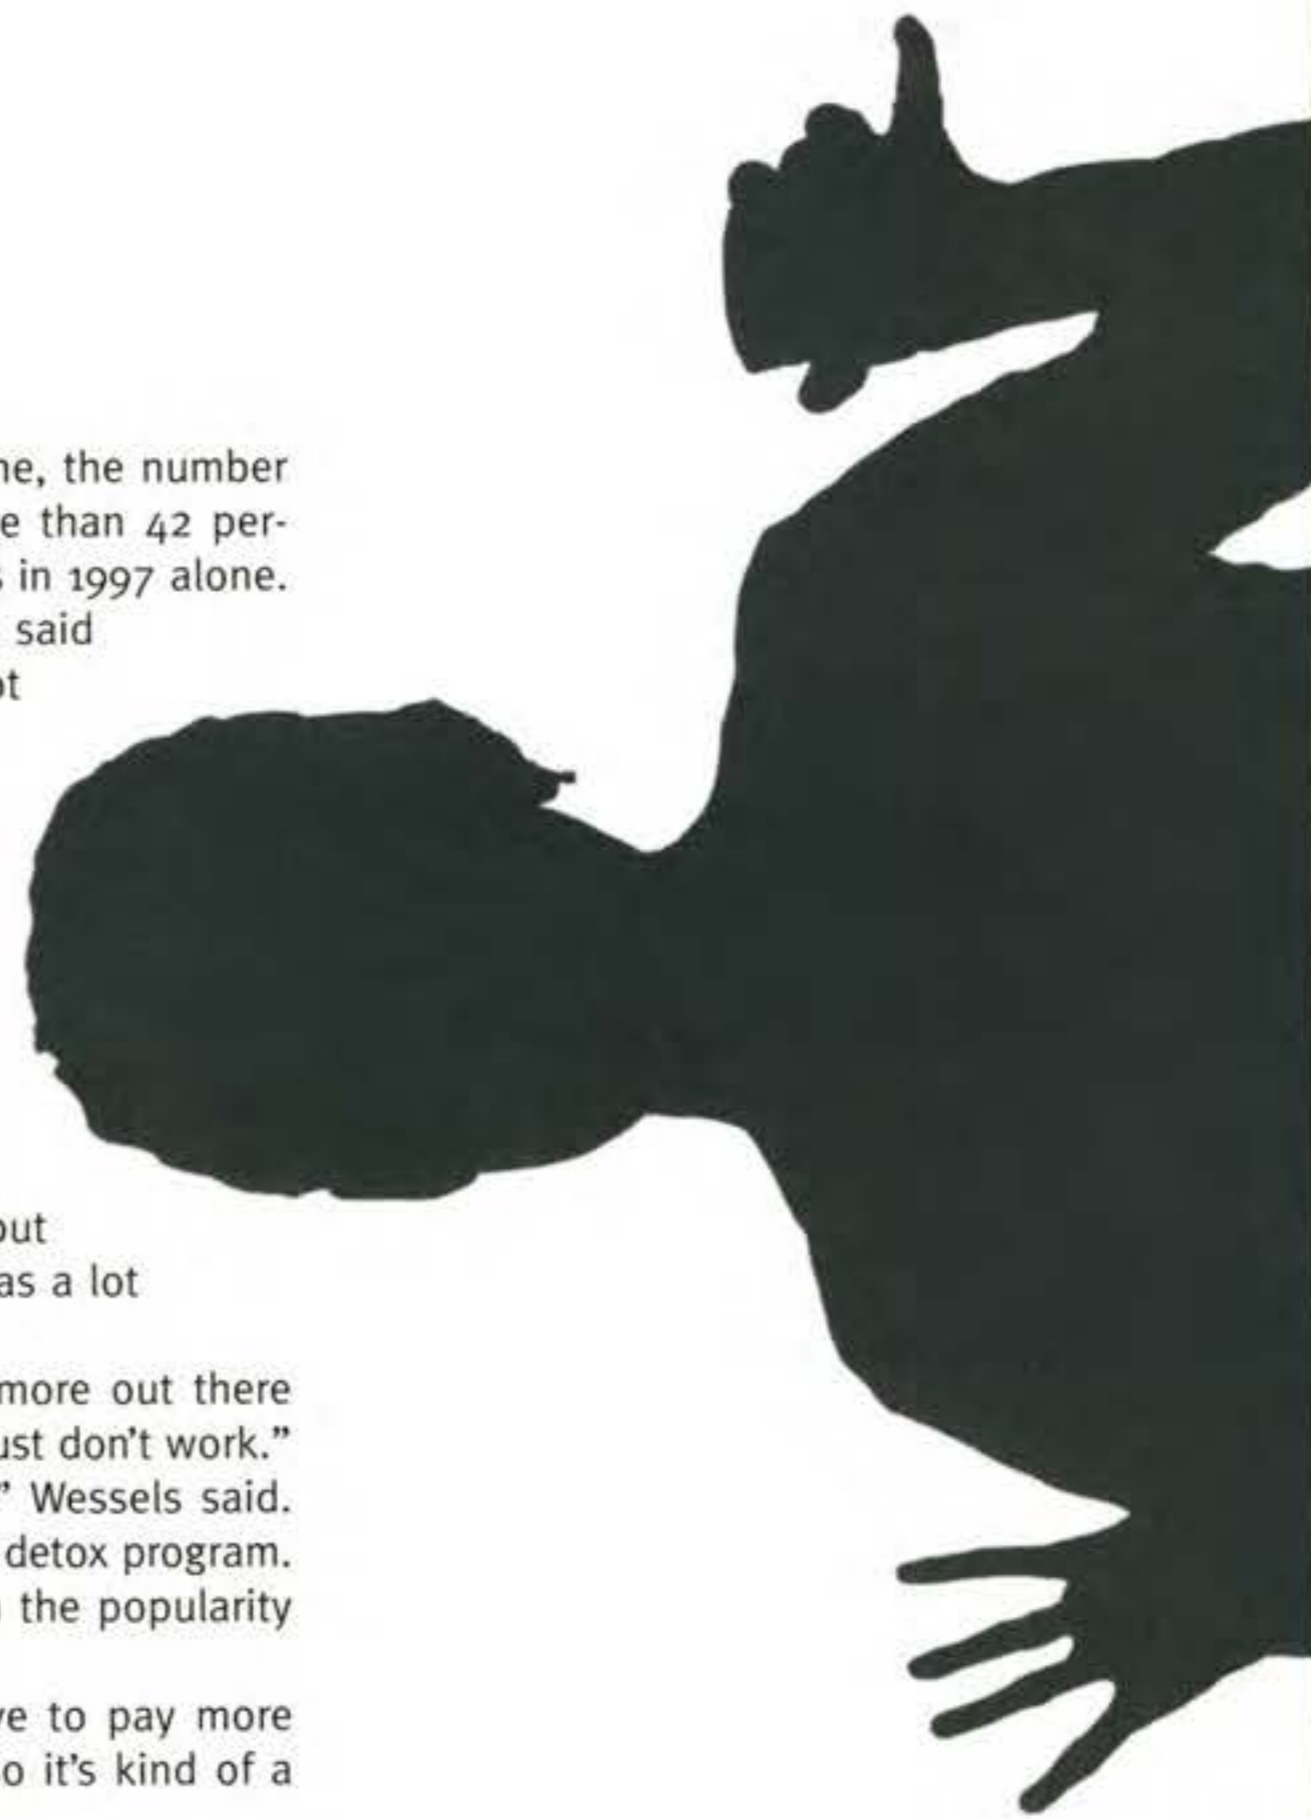 ne, the number
e than 42 per-
s in 1997 alone.
said
ot
out
as a lot
more out there
ust don't work."
” Wessels said.
detox program.
the popularity
ve to pay more
o it's kind of a